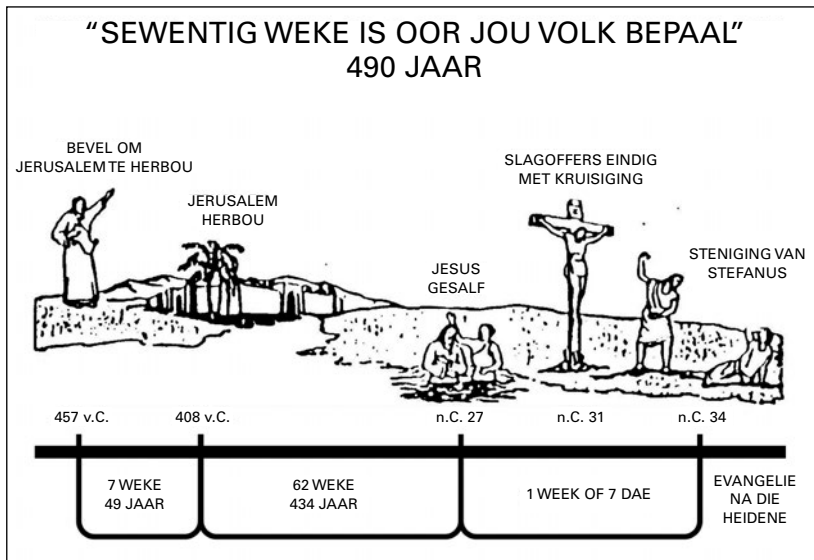 “SEWENTIG WEKE IS OOR JOU VOLK BEPAAL”
490 JAAR
BEVEL OM
JERUSALEM TE HERBOU
JERUSALEM
HERBOU
JESUS
GESALF
SLAGOFFERS EINDIG
MET KRUISIGING
STENIGING VAN
STEFANUS
457 v.C.
408 v.C.
n.C. 27
n.C. 31
n.C. 34
7 WEKE
49 JAAR
62 WEKE
434 JAAR
1 WEEK OF 7 DAE
EVANGELIE
NA DIE
HEIDENE